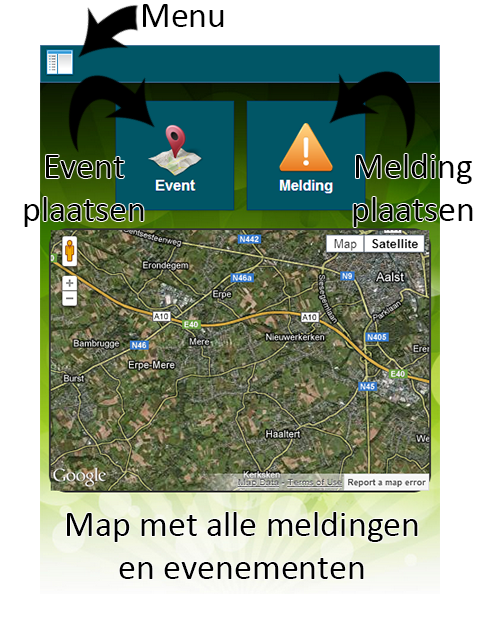 Menu
Event
plaatsen
Event
Melding
Melding
plaatsen
Map
Satellite
N442
Erondegem
N46a
N9
Aalst
Erpe
Parklaan
A10
E40
A10
Bambrugge
N46
Mere
Nieuwerkerken
N405
Erpe-Mere
Burst
E40
N45
Haaltert
Kerksken
Google
Map Data - Terms of Use
Report a map error
Map met alle meldingen
en evenementen